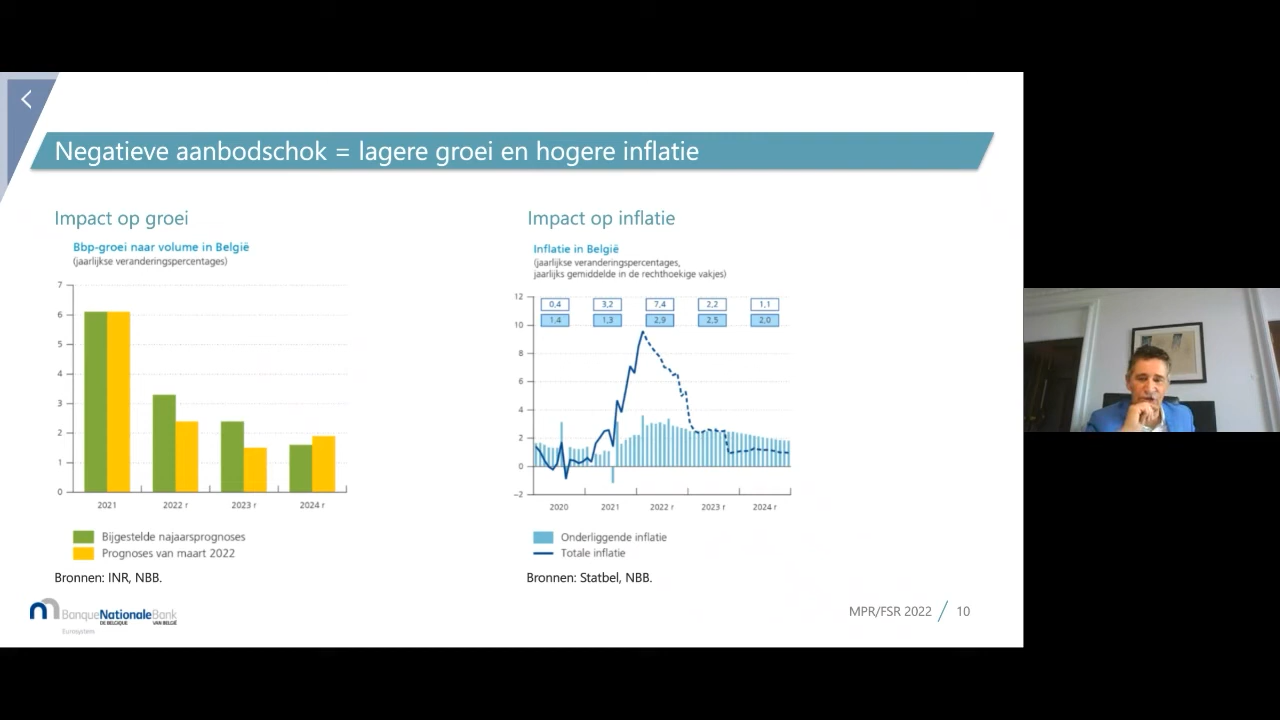 Negatieve aanbodschok = lagere groei en hogere inflatie
Impact op groei
Bbp-groei naar volume in België
(jaarlijkse veranderingspercentages)
7
6
5
4
3
2
1
0
2021 2022 r 2023 r 2024 r
Bijgestelde najaarsprognoses
Prognoses van maart 2022
Bronnen: INR, NBB.
Impact op inflatie
Inflatie in België
(jaarlijkse veranderingspercentages,
jaarlijks gemiddelde in de rechthoekige vakjes)
12
10
8
6
4
2
0
−2
0,4 3,2 7,4 2,2 1,1
1,4 1,3 2,9 2,5 2,0
2020 2021 2022 r 2023 r 2024 r
Onderliggende inflatie
Totale inflatie
Bronnen: Statbel, NBB.
BanqueNationaleBank
DE BELGIQUE VAN BELGIË
Eurosystem
MPR/FSR 2022 / 10